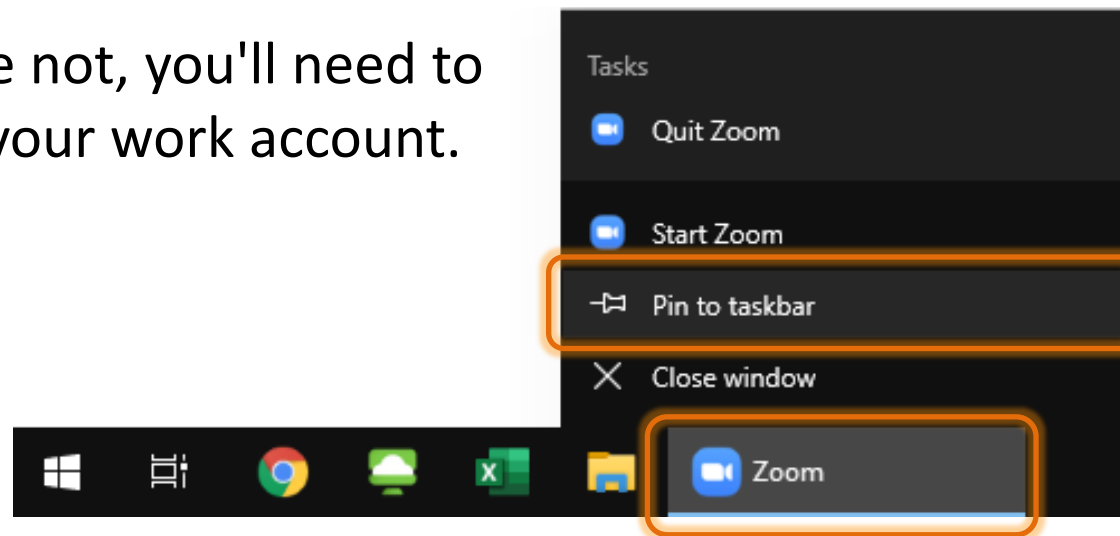 e not, you'll need to
your work account.
Tasks
Quit Zoom
Start Zoom
Pin to taskbar
Close window
Zoom